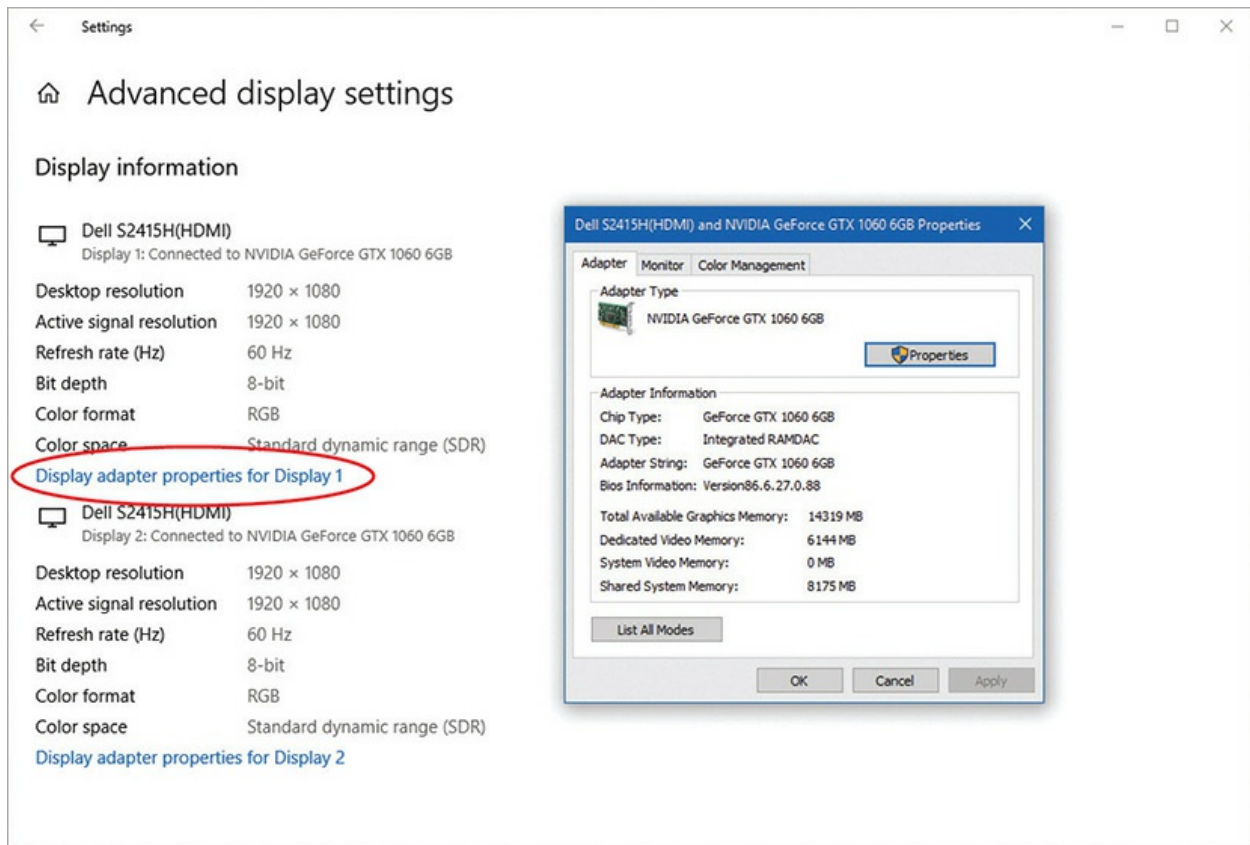 Settings
Advanced display settings
Display information
Dell S2415H(HDMI)
Display 1: Connected to NVIDIA GeForce GTX 1060 6GB
Desktop resolution 1920 × 1080
Active signal resolution 1920 × 1080
Refresh rate (Hz) 60 Hz
Bit depth 8-bit
Color format RGB
Color space Standard dynamic range (SDR)
Display adapter properties for Display 1
Dell S2415H(HDMI)
Display 2: Connected to NVIDIA GeForce GTX 1060 6GB
Desktop resolution 1920 × 1080
Active signal resolution 1920 × 1080
Refresh rate (Hz) 60 Hz
Bit depth 8-bit
Color format RGB
Color space Standard dynamic range (SDR)
Display adapter properties for Display 2
Dell S2415H(HDMI) and NVIDIA GeForce GTX 1060 6GB Properties
Adapter Monitor Color Management
Adapter Type
NVIDIA GeForce GTX 1060 6GB
Properties
Adapter Information
Chip Type: GeForce GTX 1060 6GB
DAC Type: Integrated RAMDAC
Adapter String: GeForce GTX 1060 6GB
Bios Information: Version86.6.27.0.88
Total Available Graphics Memory: 14319 MB
Dedicated Video Memory: 6144 MB
System Video Memory: 0 MB
Shared System Memory: 8175 MB
List All Modes
OK Cancel Apply